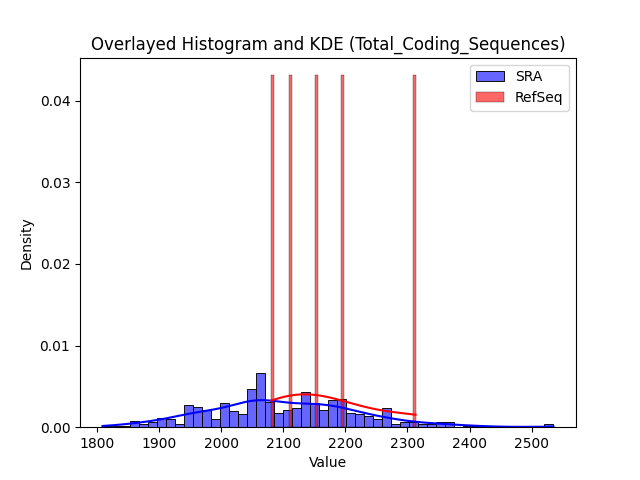 Overlayed Histogram and KDE (Total_Coding_Sequences)
SRA
RefSeq
Density
0.04
0.03
0.02
0.01
0.00
1800 1900 2000 2100 2200 2300 2400 2500
Value